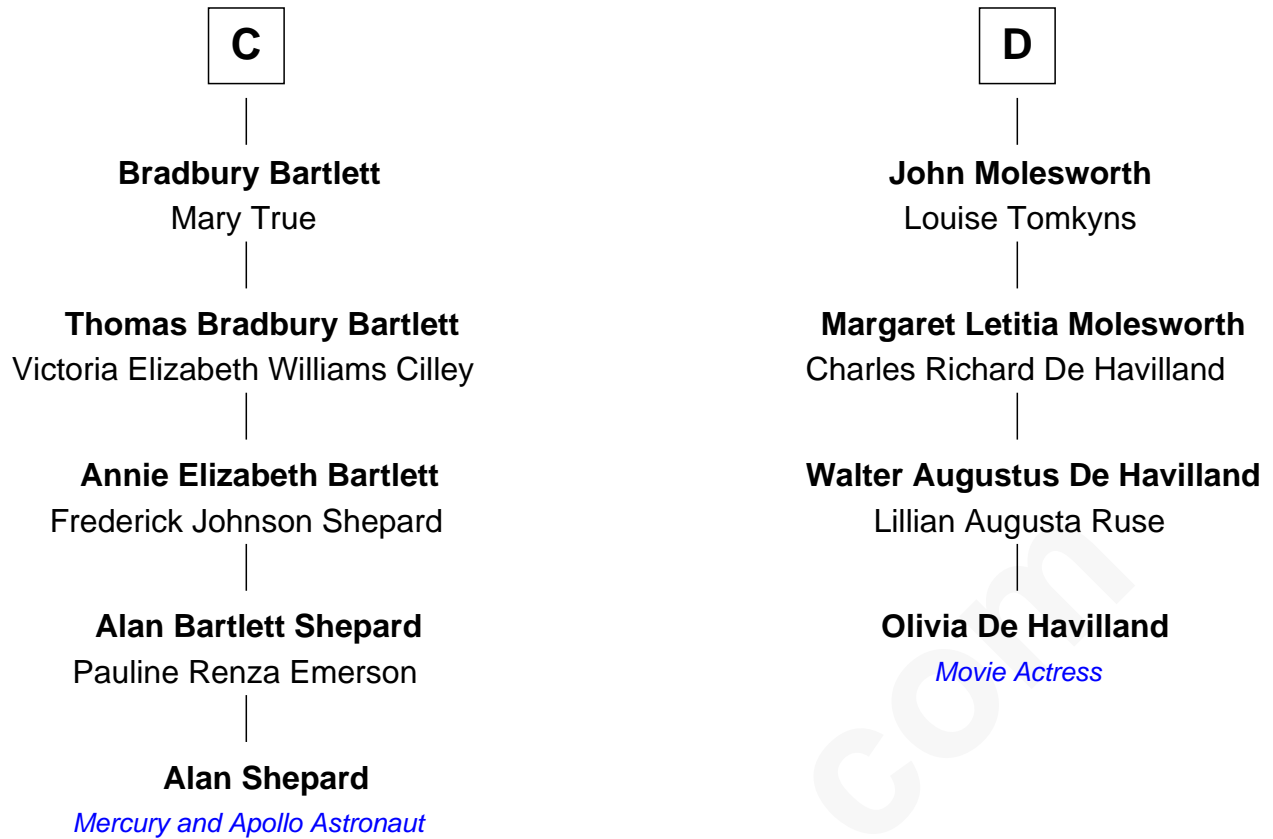 C
Bradbury Bartlett
Mary True
Thomas Bradbury Bartlett
Victoria Elizabeth Williams Cilley
Annie Elizabeth Bartlett
Frederick Johnson Shepard
Alan Bartlett Shepard
Pauline Renza Emerson
Alan Shepard
Mercury and Apollo Astronaut
D
John Molesworth
Louise Tomkyns
Margaret Letitia Molesworth
Charles Richard De Havilland
Walter Augustus De Havilland
Lillian Augusta Ruse
Olivia De Havilland
Movie Actress
com